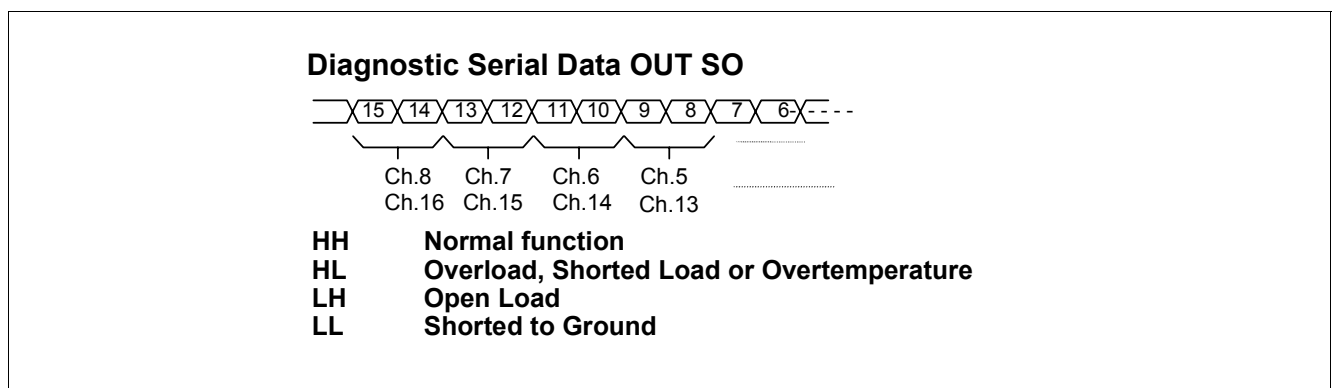 Diagnostic Serial Data OUT SO
15 14 13 12 11 10 9 8 7 6 - - - -
Ch.8 Ch.7 Ch.6 Ch.5
Ch.16 Ch.15 Ch.14 Ch.13
HH Normal function
HL Overload, Shorted Load or Overtemperature
LH Open Load
LL Shorted to Ground